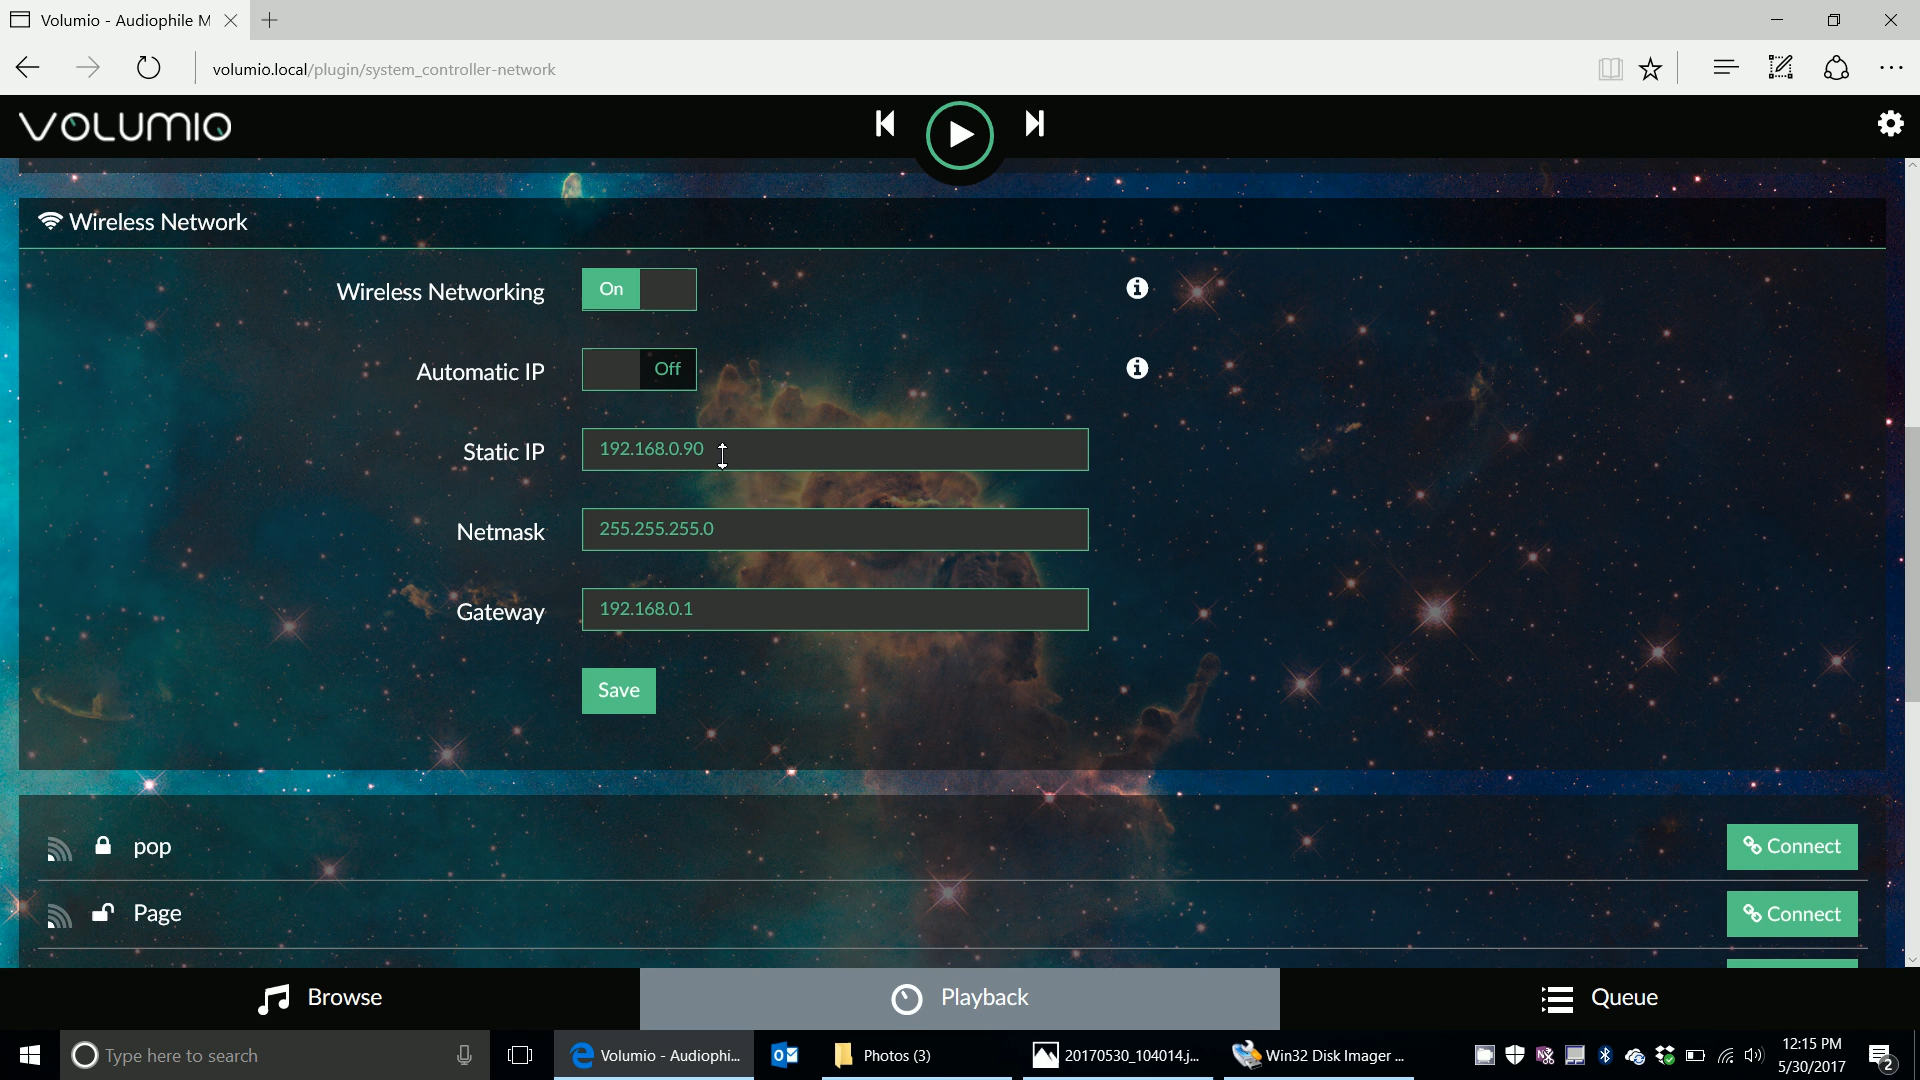 Volumio - Audiophile M
volumio.local/plugin/system_controller-network
VOLUMIO
Wireless Network
Wireless Networking On
Automatic IP Off
Static IP 192.168.0.90
Netmask 255.255.255.0
Gateway 192.168.0.1
Save
pop Connect
Page Connect
Browse Playback Queue
Type here to search
Volumio - Audiophi...
Photos (3)
20170530_104014.j...
Win32 Disk Imager ...
12:15 PM
5/30/2017
2